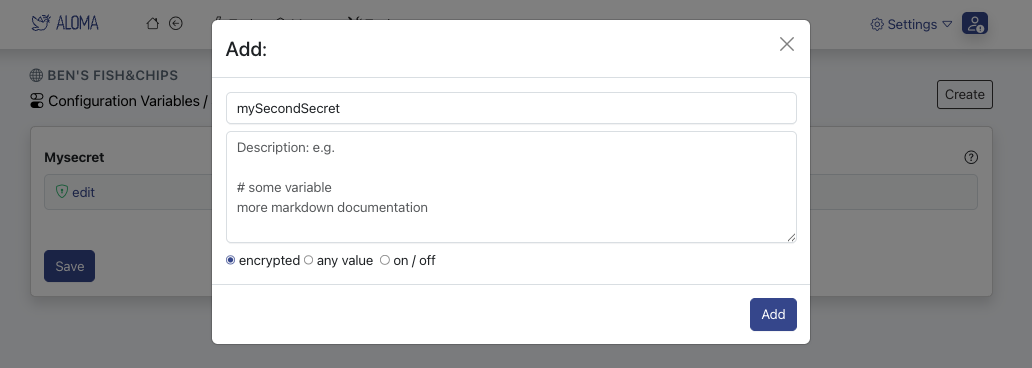 ALOMA
Settings
Add:
BEN'S FISH&CHIPS
Configuration Variables /
Create
mySecondSecret
Description: e.g.
# some variable
more markdown documentation
Mysecret
edit
encrypted any value on / off
Save
Add